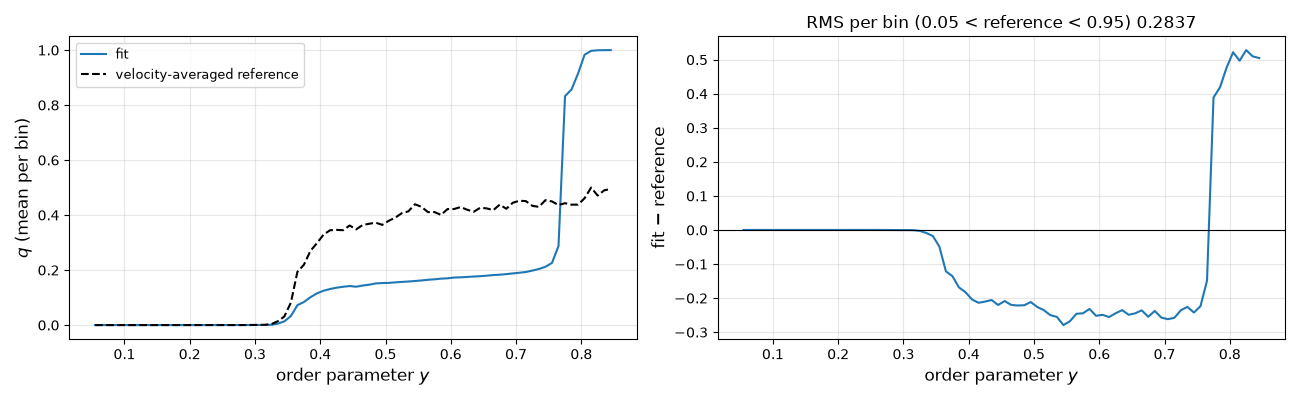 fit
velocity-averaged reference
q (mean per bin)
1.0
0.8
0.6
0.4
0.2
0.0
0.1 0.2 0.3 0.4 0.5 0.6 0.7 0.8
order parameter y
RMS per bin (0.05 < reference < 0.95) 0.2837
fit − reference
0.5
0.4
0.3
0.2
0.1
0.0
−0.1
−0.2
−0.3
0.1 0.2 0.3 0.4 0.5 0.6 0.7 0.8
order parameter y